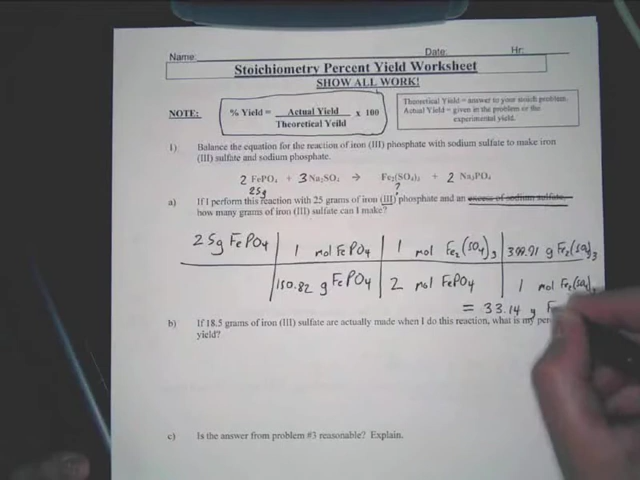 Name: Date: Hr:
Stoichiometry Percent Yield Worksheet
SHOW ALL WORK!
NOTE: % Yield = Actual Yield x 100
Theoretical Yeild
Theoretical Yield = answer to your stoich problem.
Actual Yield = given in the problem or the
experimental yield.
1) Balance the equation for the reaction of iron (III) phosphate with sodium sulfate to make iron
(III) sulfate and sodium phosphate.
2 FePO₄ + 3 Na₂SO₄ → Fe₂(SO₄)₃ + 2 Na₃PO₄
25g ?
a) If I perform this reaction with 25 grams of iron (III) phosphate and an excess of sodium sulfate,
how many grams of iron (III) sulfate can I make?
25g FePO₄ 1 mol FePO₄ 1 mol Fe₂(SO₄)₃ 399.91 g Fe₂(SO₄)₃
150.82 g FePO₄ 2 mol FePO₄ 1 mol Fe₂(SO₄)
= 33.14 g
b) If 18.5 grams of iron (III) sulfate are actually made when I do this reaction, what is my
yield?
c) Is the answer from problem #3 reasonable? Explain.